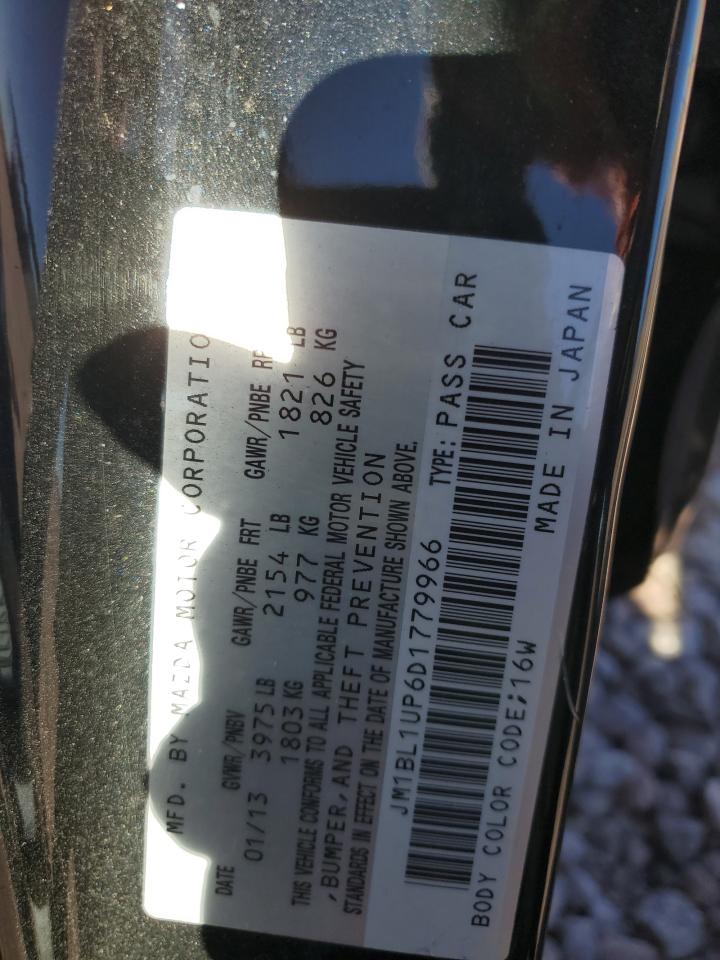 MFD. BY MAZDA MOTOR CORPORATIO
DATE GVWR/PNBV GAWR/PNBE FRT GAWR/PNBE RR
01/13 3975 LB 2154 LB 1821 LB
1803 KG 977 KG 826 KG
THIS VEHICLE CONFORMS TO ALL APPLICABLE FEDERAL MOTOR VEHICLE SAFETY
, BUMPER, AND THEFT PREVENTION
STANDARDS IN EFFECT ON THE DATE OF MANUFACTURE SHOWN ABOVE.
JM1BL1UP6D1779966 TYPE: PASS CAR
BODY COLOR CODE;16W MADE IN JAPAN